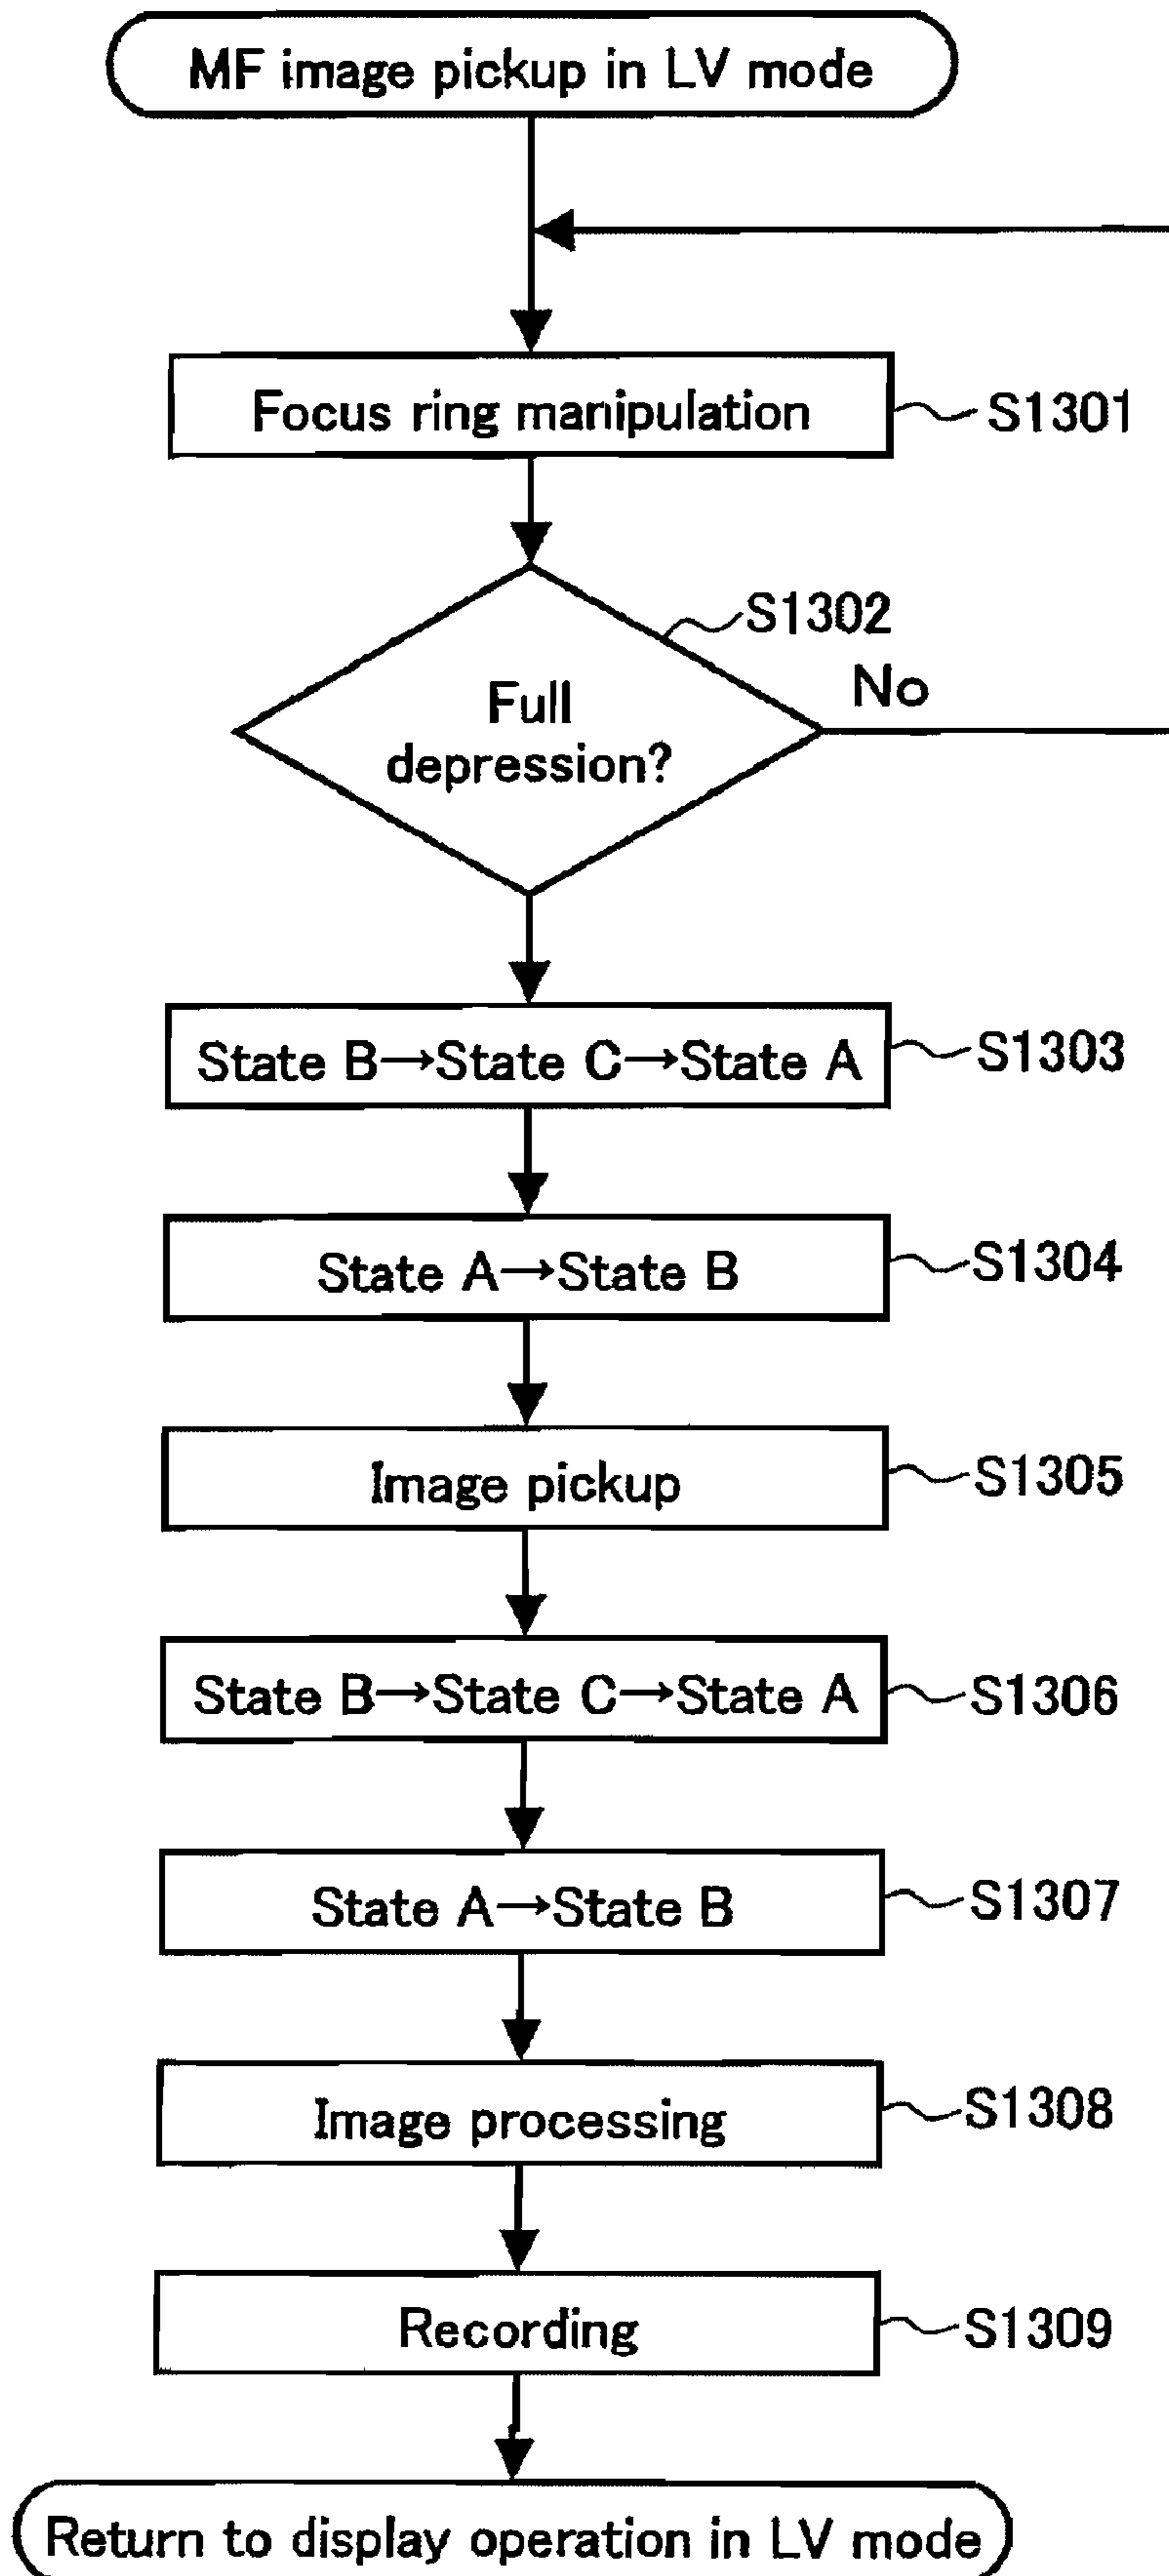 MF image pickup in LV mode
Focus ring manipulation
S1301
S1302
No
Full
depression?
State B→State C→State A
S1303
State A→State B
S1304
Image pickup
S1305
State B→State C→State A
S1306
State A→State B
S1307
Image processing
S1308
Recording
S1309
Return to display operation in LV mode